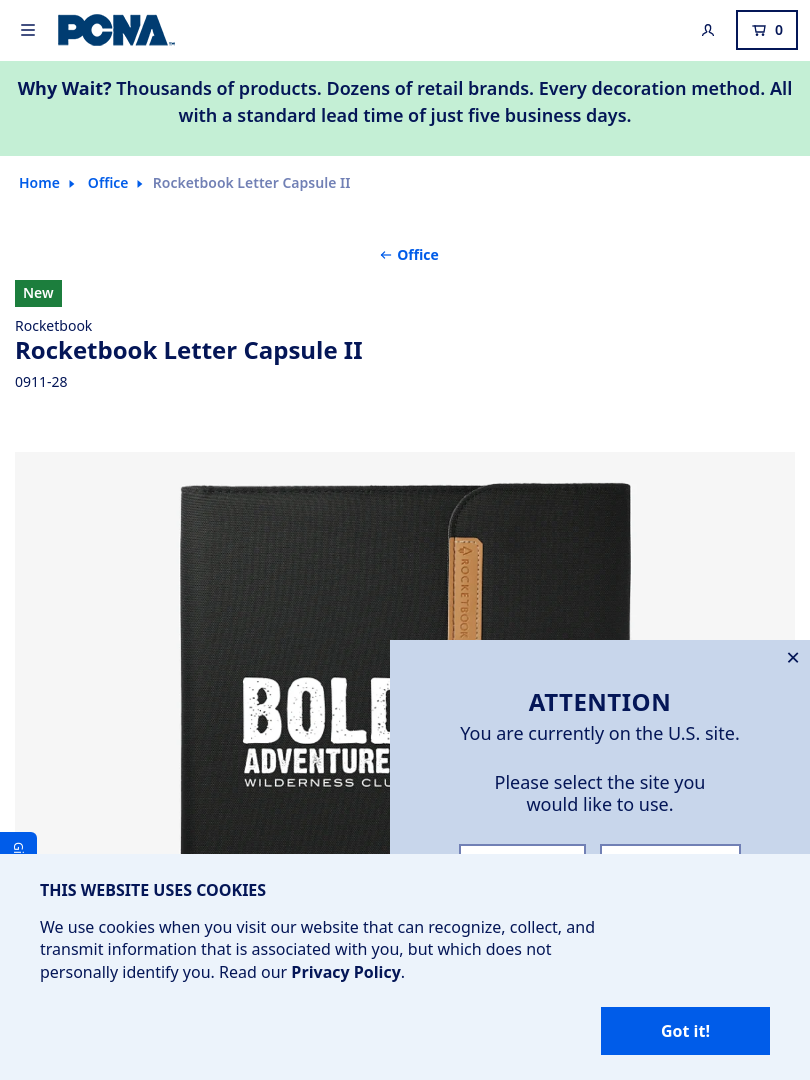 PCNA
0
Why Wait? Thousands of products. Dozens of retail brands. Every decoration method. All
with a standard lead time of just five business days.
Home
Office
Rocketbook Letter Capsule II
Office
New
Rocketbook
Rocketbook Letter Capsule II
0911-28
ROCKETBOOK
BOLD
ADVENTURE
WILDERNESS CLU
ATTENTION
You are currently on the U.S. site.
Please select the site you
would like to use.
THIS WEBSITE USES COOKIES
We use cookies when you visit our website that can recognize, collect, and
transmit information that is associated with you, but which does not
personally identify you. Read our Privacy Policy.
Got it!